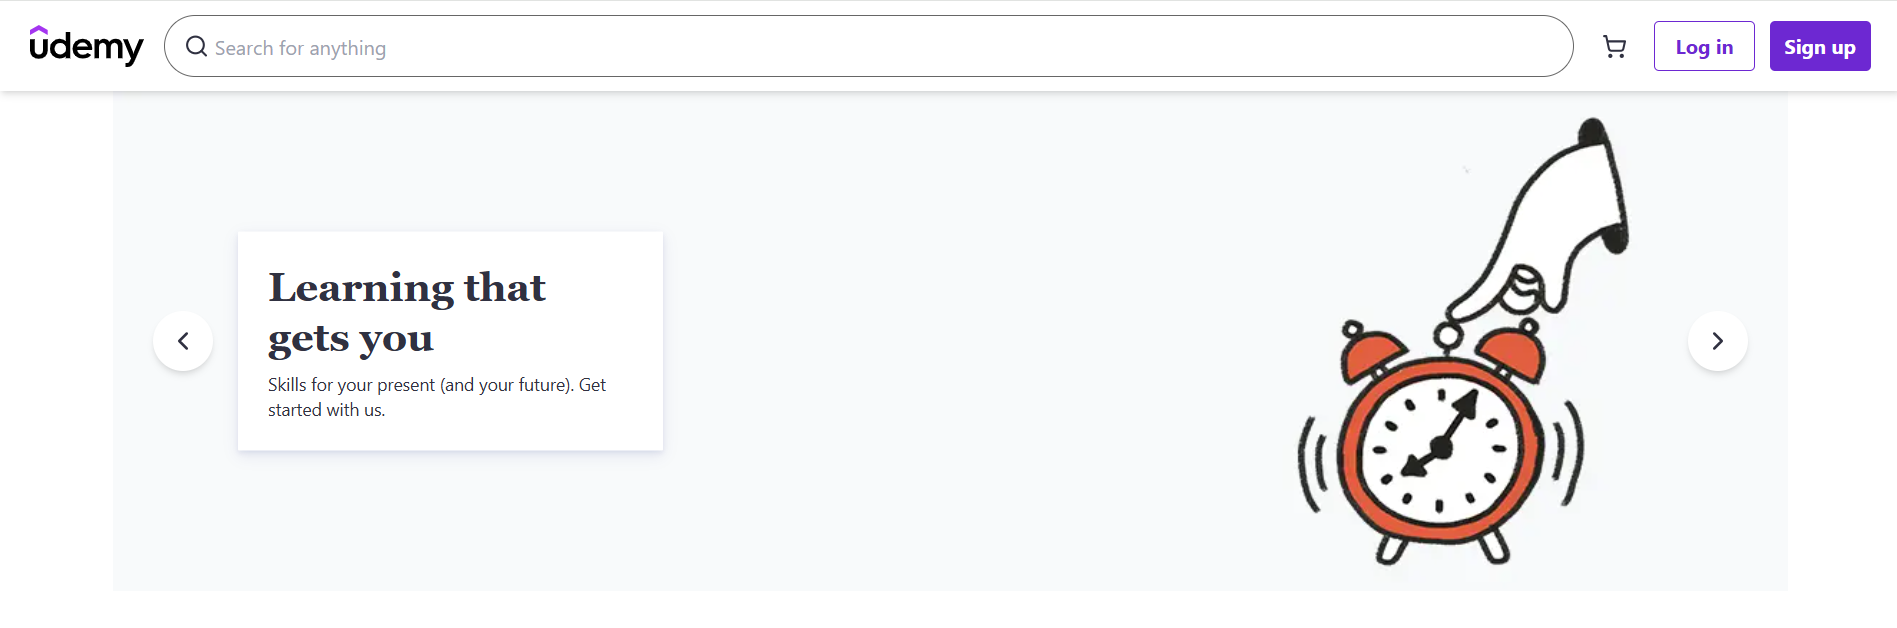 udemy
Search for anything
Log in
Sign up
Learning that
gets you
Skills for your present (and your future). Get
started with us.